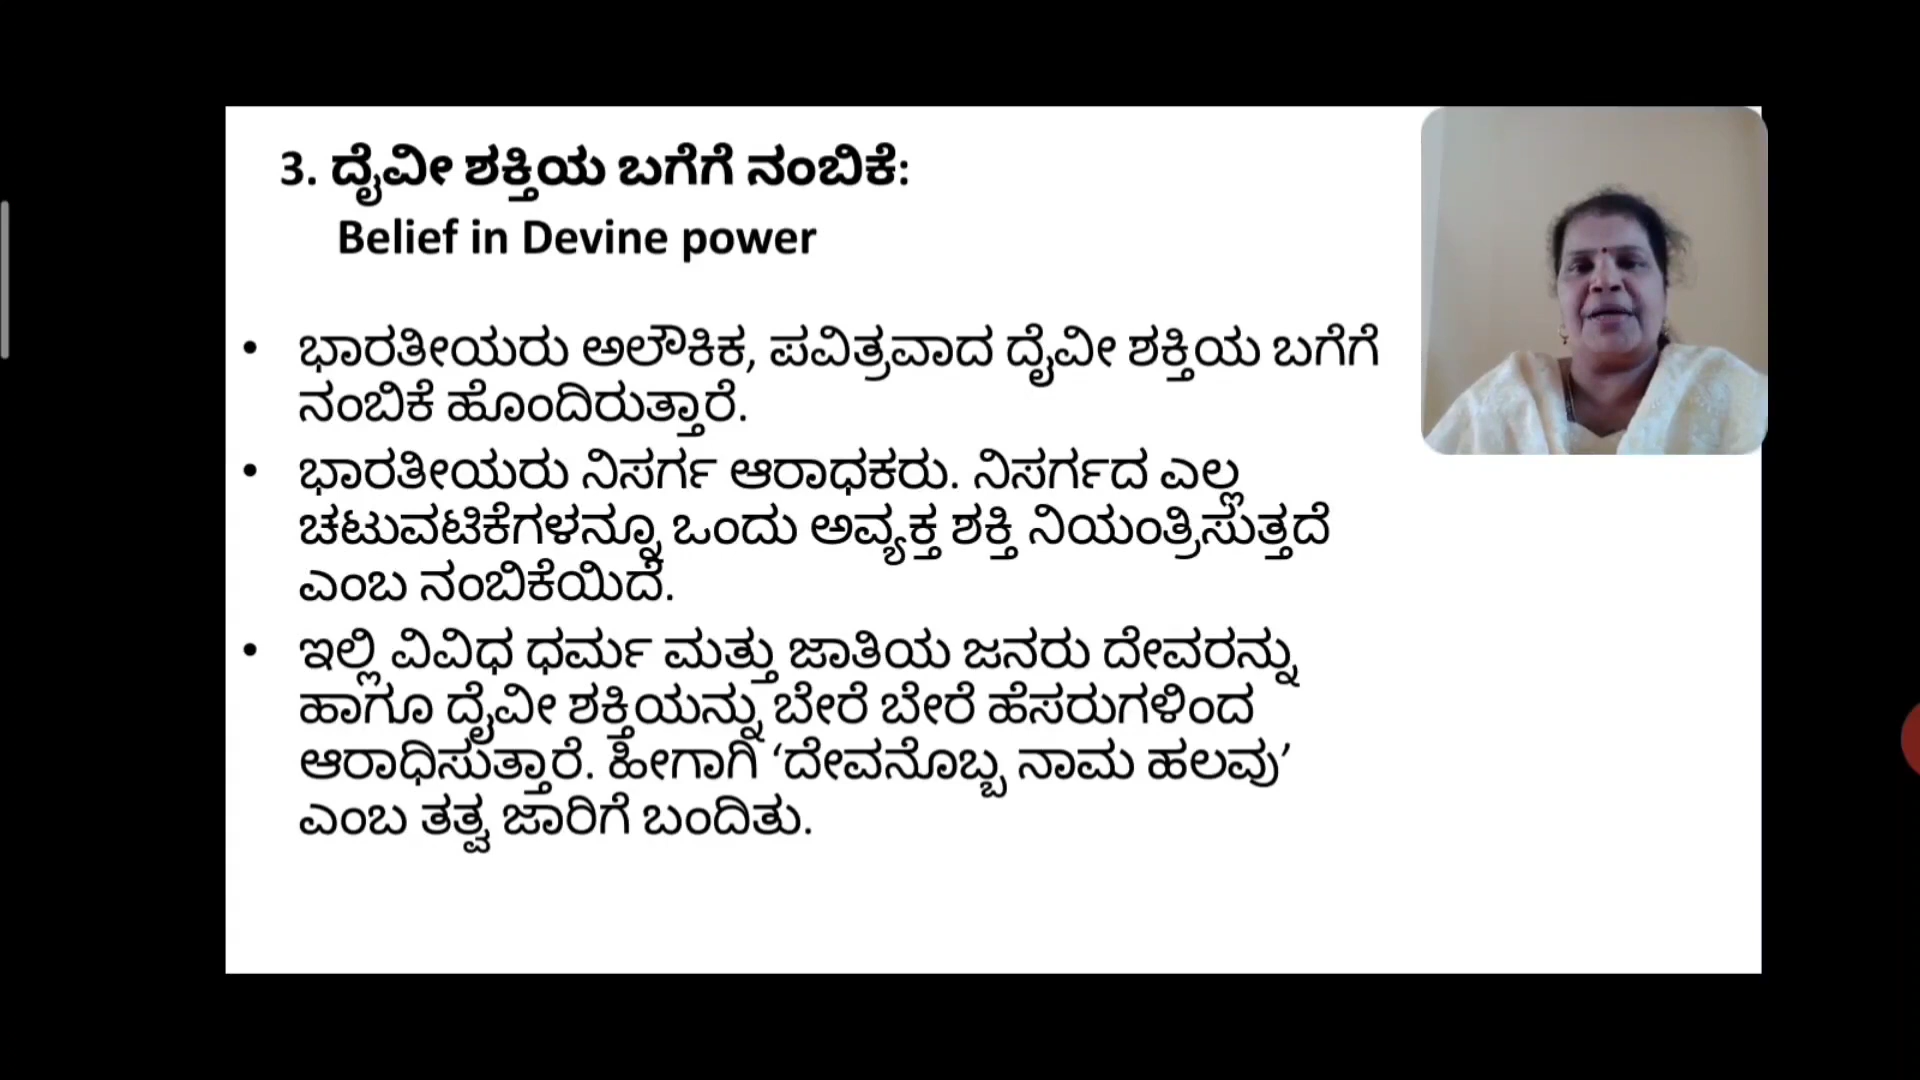 3. ದೈವೀ ಶಕ್ತಿಯ ಬಗೆಗೆ ನಂಬಿಕೆ:
Belief in Devine power
• ಭಾರತೀಯರು ಅಲೌಕಿಕ, ಪವಿತ್ರವಾದ ದೈವೀ ಶಕ್ತಿಯ ಬಗೆಗೆ
ನಂಬಿಕೆ ಹೊಂದಿರುತ್ತಾರೆ.
• ಭಾರತೀಯರು ನಿಸರ್ಗ ಆರಾಧಕರು. ನಿಸರ್ಗದ ಎಲ್ಲ
ಚಟುವಟಿಕೆಗಳನ್ನೂ ಒಂದು ಅವ್ಯಕ್ತ ಶಕ್ತಿ ನಿಯಂತ್ರಿಸುತ್ತದೆ
ಎಂಬ ನಂಬಿಕೆಯಿದೆ.
• ಇಲ್ಲಿ ವಿವಿಧ ಧರ್ಮ ಮತ್ತು ಜಾತಿಯ ಜನರು ದೇವರನ್ನು
ಹಾಗೂ ದೈವೀ ಶಕ್ತಿಯನ್ನು ಬೇರೆ ಬೇರೆ ಹೆಸರುಗಳಿಂದ
ಆರಾಧಿಸುತ್ತಾರೆ. ಹೀಗಾಗಿ ‘ದೇವನೊಬ್ಬ ನಾಮ ಹಲವು’
ಎಂಬ ತತ್ವ ಜಾರಿಗೆ ಬಂದಿತು.